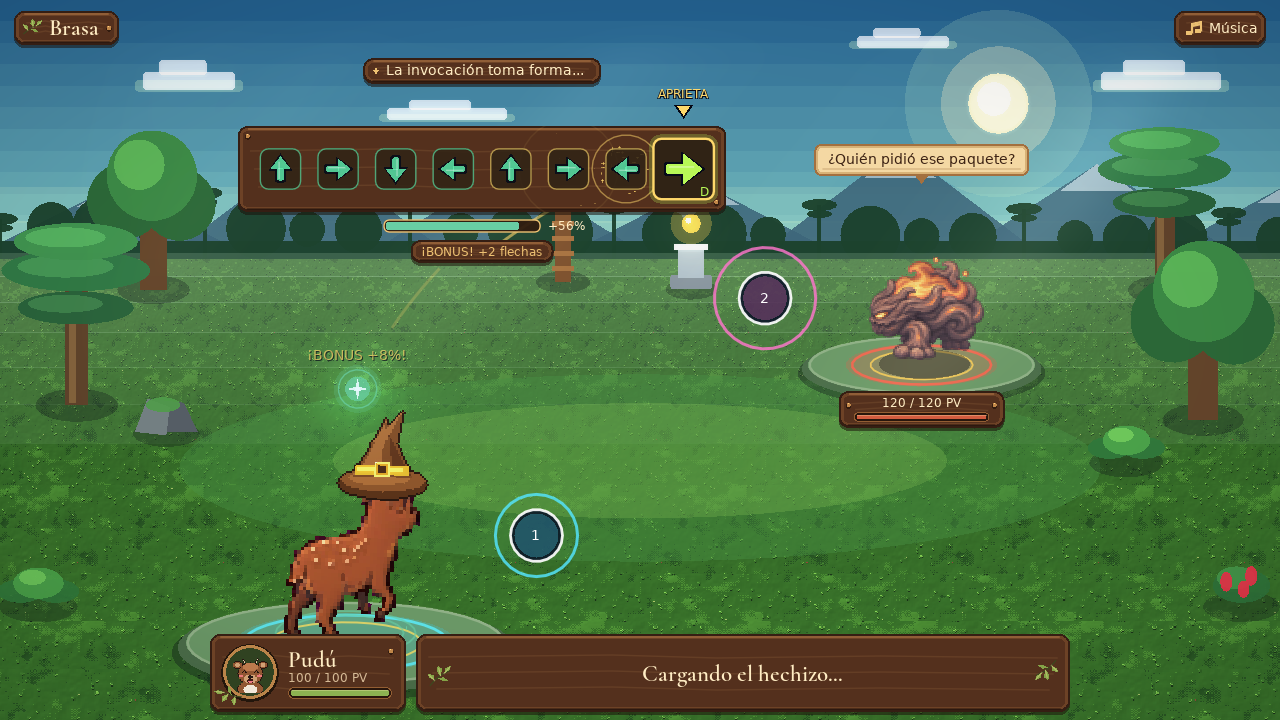 Brasa
Música
La invocación toma forma...
APRIETA
D
¿Quién pidió ese paquete?
+56%
¡BONUS! +2 flechas
2
¡BONUS +8%!
120 / 120 PV
1
Pudú
100 / 100 PV
Cargando el hechizo...